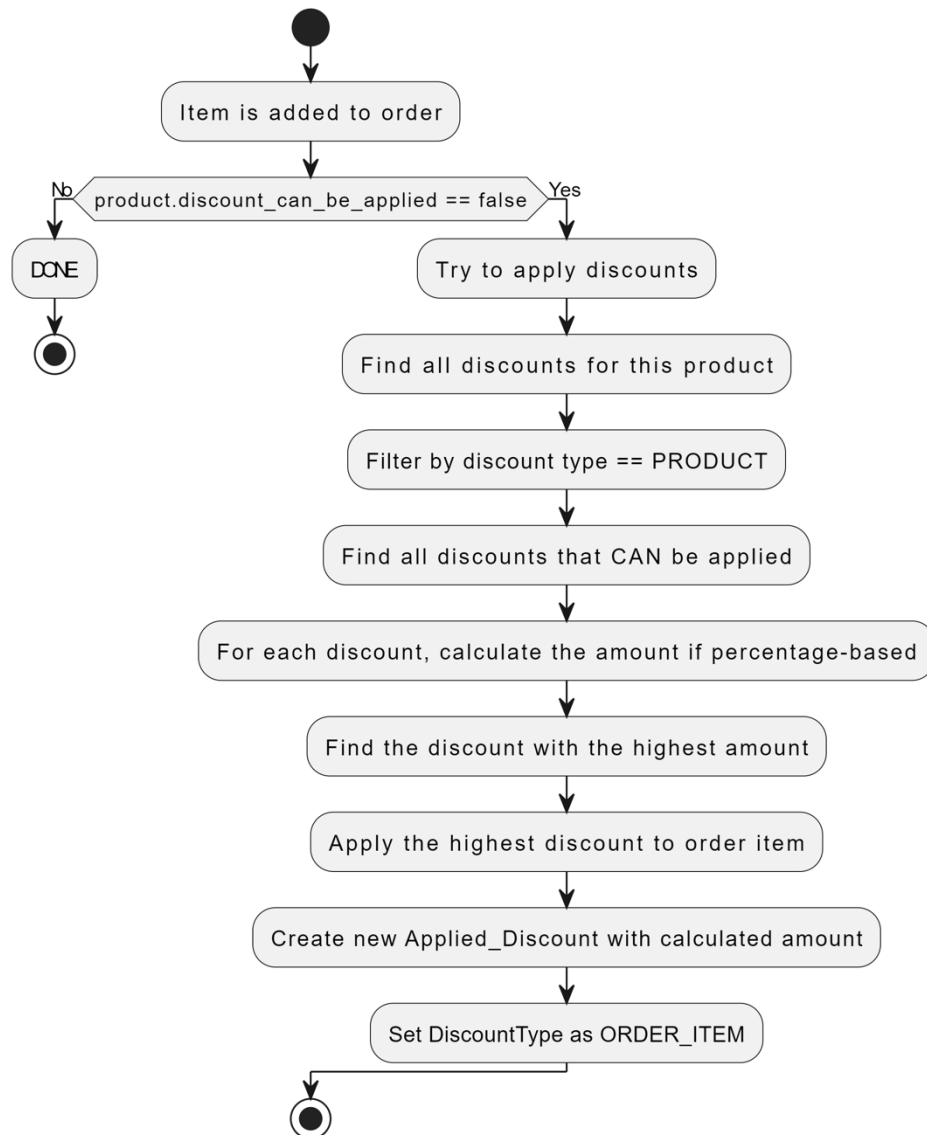 Item is added to order
No
product.discount_can_be_applied == false
Yes
DONE
Try to apply discounts
Find all discounts for this product
Filter by discount type == PRODUCT
Find all discounts that CAN be applied
For each discount, calculate the amount if percentage-based
Find the discount with the highest amount
Apply the highest discount to order item
Create new Applied_Discount with calculated amount
Set DiscountType as ORDER_ITEM